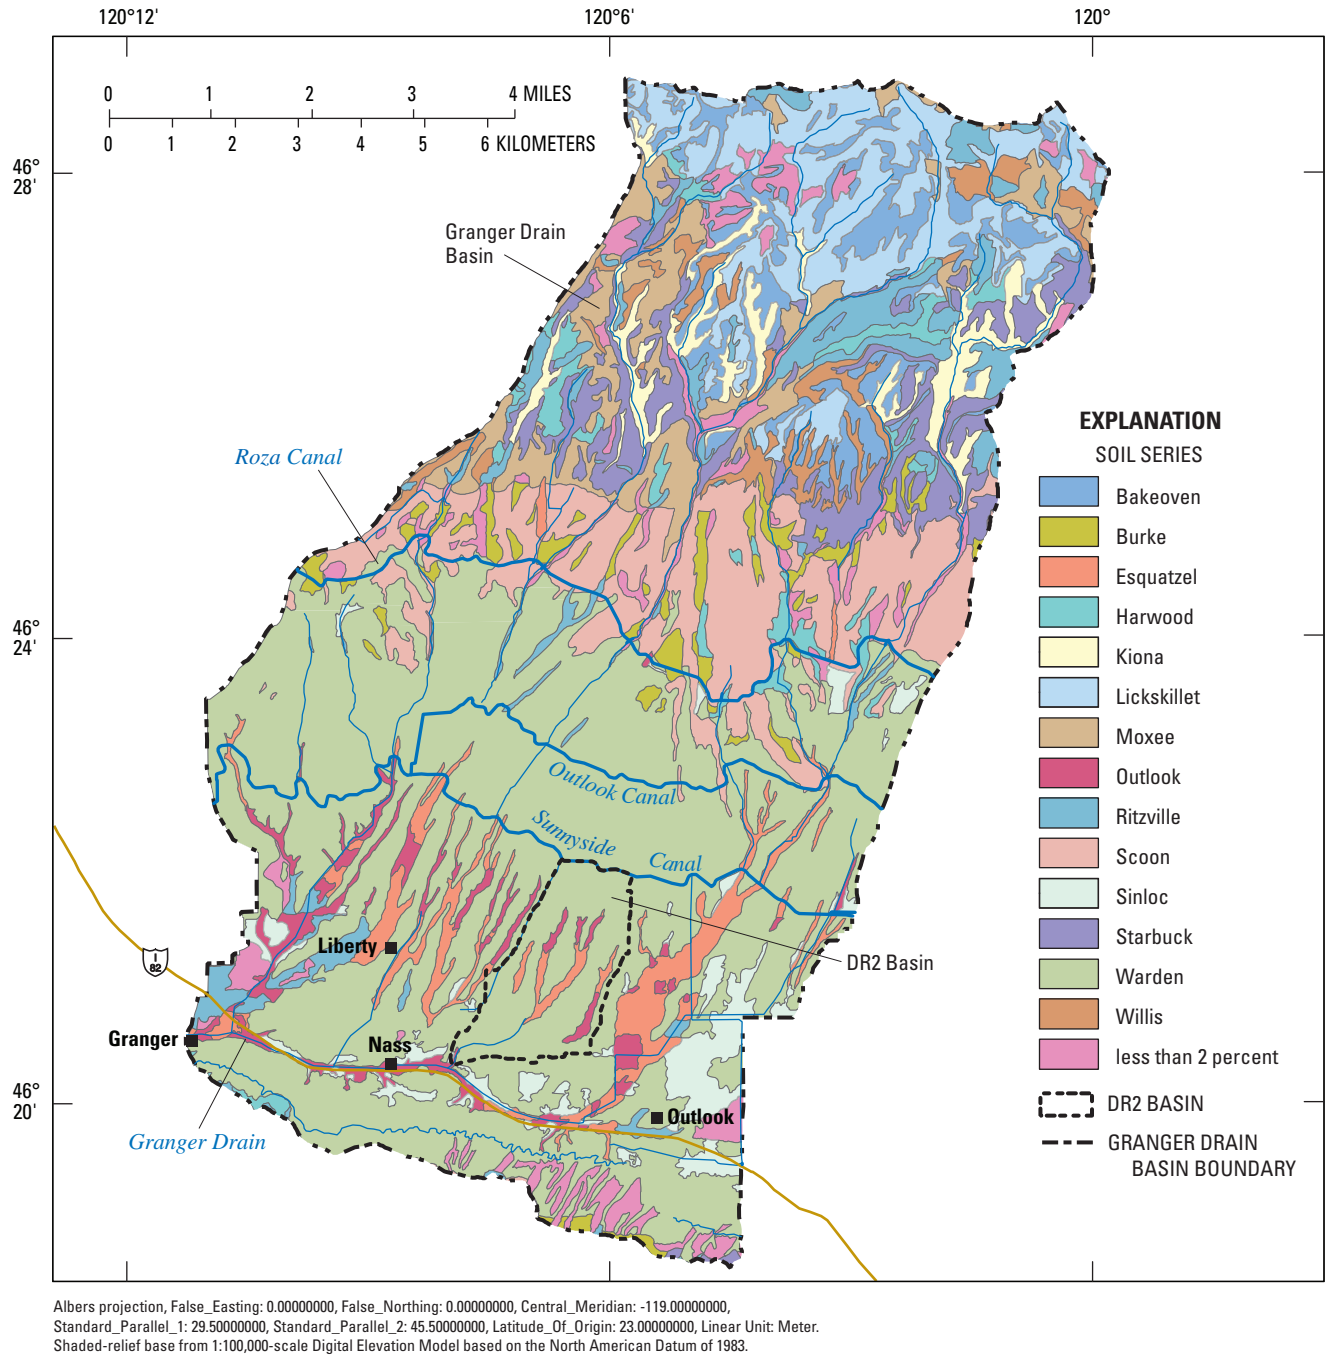 120°12'
120°6'
120°
0 1 2 3 4 MILES
0 1 2 3 4 5 6 KILOMETERS
46°
28'
Granger Drain
Basin
EXPLANATION
SOIL SERIES
Roza Canal
Bakeoven
Burke
Esquatzel
Harwood
46°
24'
Kiona
Lickskillet
Moxee
Outlook
Outlook Canal
Ritzville
Sunnyside
Canal
Scoon
Sinloc
Starbuck
Liberty
I
82
DR2 Basin
Warden
Willis
Granger
Nass
less than 2 percent
46°
20'
DR2 BASIN
Outlook
Granger Drain
GRANGER DRAIN
BASIN BOUNDARY
Albers projection, False_Easting: 0.00000000, False_Northing: 0.00000000, Central_Meridian: -119.00000000,
Standard_Parallel_1: 29.50000000, Standard_Parallel_2: 45.50000000, Latitude_Of_Origin: 23.00000000, Linear Unit: Meter.
Shaded-relief base from 1:100,000-scale Digital Elevation Model based on the North American Datum of 1983.